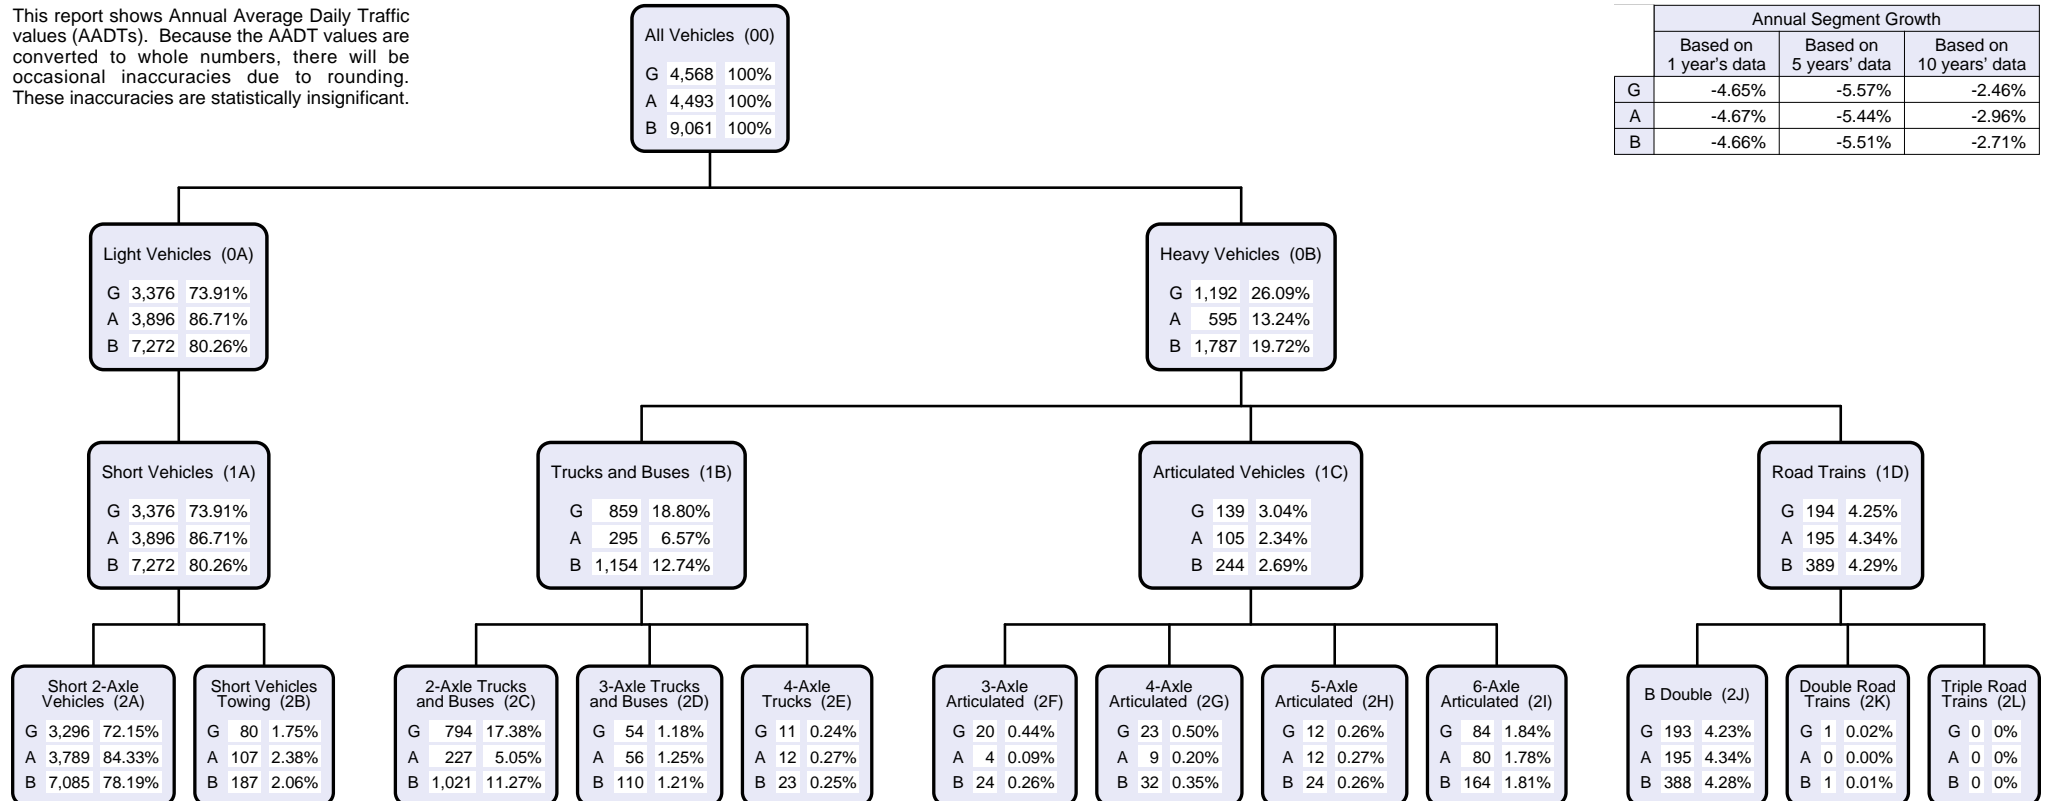 This report shows Annual Average Daily Traffic
values (AADTs). Because the AADT values are
converted to whole numbers, there will be
occasional inaccuracies due to rounding.
These inaccuracies are statistically insignificant.
All Vehicles (00)
G 4,568 100%
A 4,493 100%
B 9,061 100%
Annual Segment Growth
Based on 1 year's data Based on 5 years' data Based on 10 years' data
G -4.65% -5.57% -2.46%
A -4.67% -5.44% -2.96%
B -4.66% -5.51% -2.71%
Light Vehicles (0A)
G 3,376 73.91%
A 3,896 86.71%
B 7,272 80.26%
Heavy Vehicles (0B)
G 1,192 26.09%
A 595 13.24%
B 1,787 19.72%
Short Vehicles (1A)
G 3,376 73.91%
A 3,896 86.71%
B 7,272 80.26%
Trucks and Buses (1B)
G 859 18.80%
A 295 6.57%
B 1,154 12.74%
Articulated Vehicles (1C)
G 139 3.04%
A 105 2.34%
B 244 2.69%
Road Trains (1D)
G 194 4.25%
A 195 4.34%
B 389 4.29%
Short 2-Axle
Vehicles (2A)
G 3,296 72.15%
A 3,789 84.33%
B 7,085 78.19%
Short Vehicles
Towing (2B)
G 80 1.75%
A 107 2.38%
B 187 2.06%
2-Axle Trucks
and Buses (2C)
G 794 17.38%
A 227 5.05%
B 1,021 11.27%
3-Axle Trucks
and Buses (2D)
G 54 1.18%
A 56 1.25%
B 110 1.21%
4-Axle
Trucks (2E)
G 11 0.24%
A 12 0.27%
B 23 0.25%
3-Axle
Articulated (2F)
G 20 0.44%
A 4 0.09%
B 24 0.26%
4-Axle
Articulated (2G)
G 23 0.50%
A 9 0.20%
B 32 0.35%
5-Axle
Articulated (2H)
G 12 0.26%
A 12 0.27%
B 24 0.26%
6-Axle
Articulated (2I)
G 84 1.84%
A 80 1.78%
B 164 1.81%
B Double (2J)
G 193 4.23%
A 195 4.34%
B 388 4.28%
Double Road
Trains (2K)
G 1 0.02%
A 0 0.00%
B 1 0.01%
Triple Road
Trains (2L)
G 0 0%
A 0 0%
B 0 0%